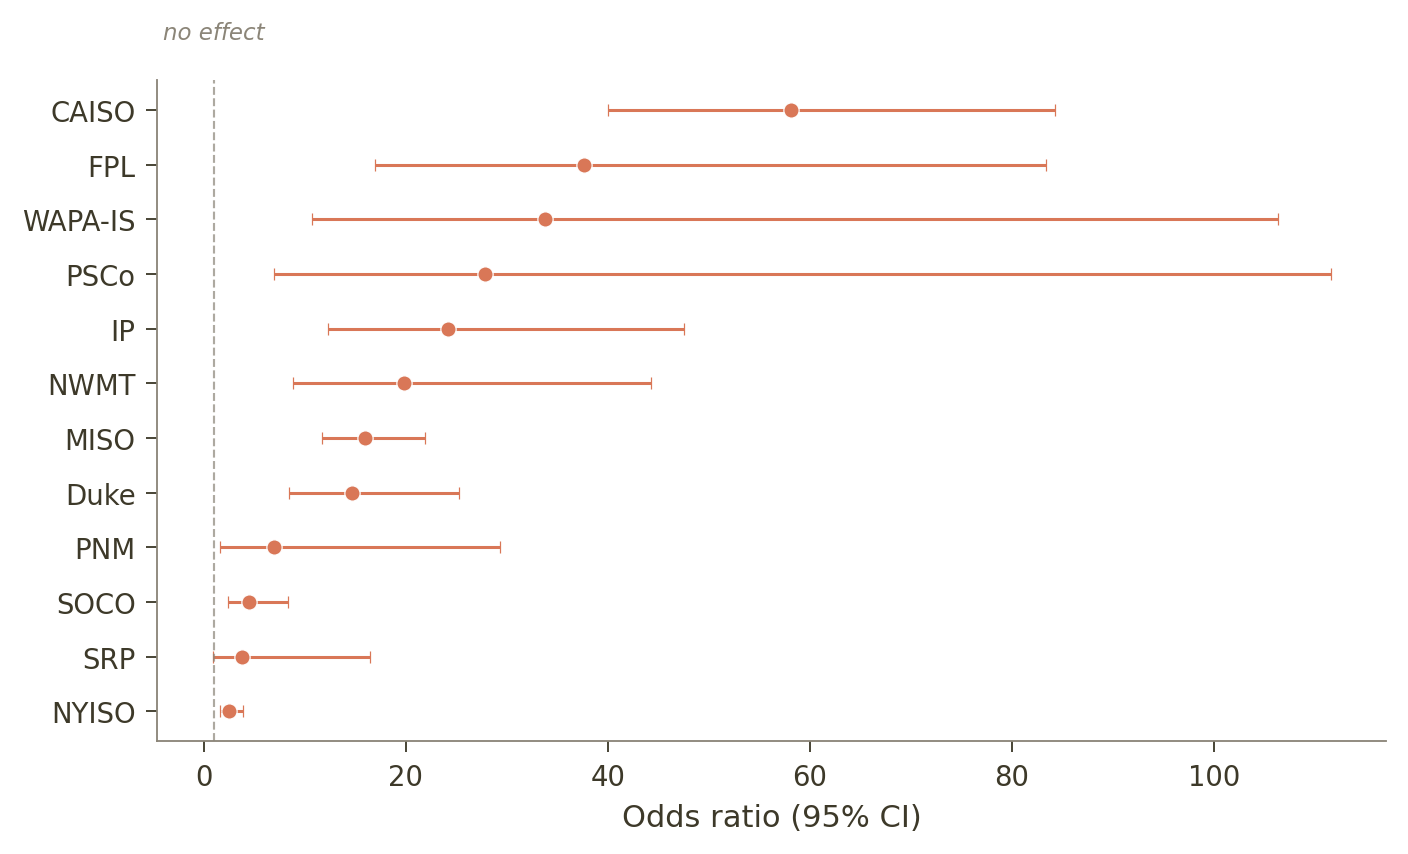 no effect
CAISO
FPL
WAPA-IS
PSCo
IP
NWMT
MISO
Duke
PNM
SOCO
SRP
NYISO
0 20 40 60 80 100
Odds ratio (95% CI)